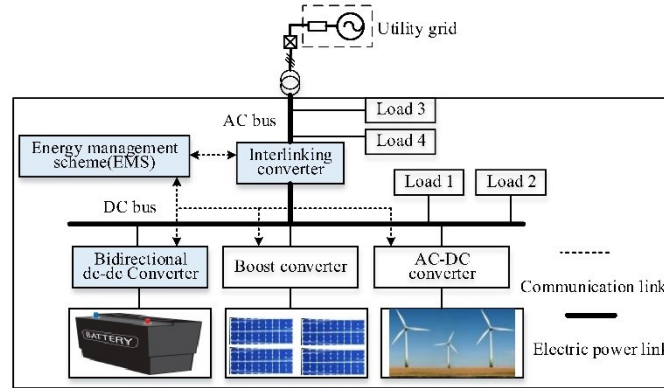 Utility grid
Load 3
AC bus
Load 4
Energy management
scheme(EMS)
Interlinking
converter
Load 1
Load 2
DC bus
Bidirectional
dc-dc Converter
Boost converter
AC-DC
converter
Communication link
BATTERY
Electric power link